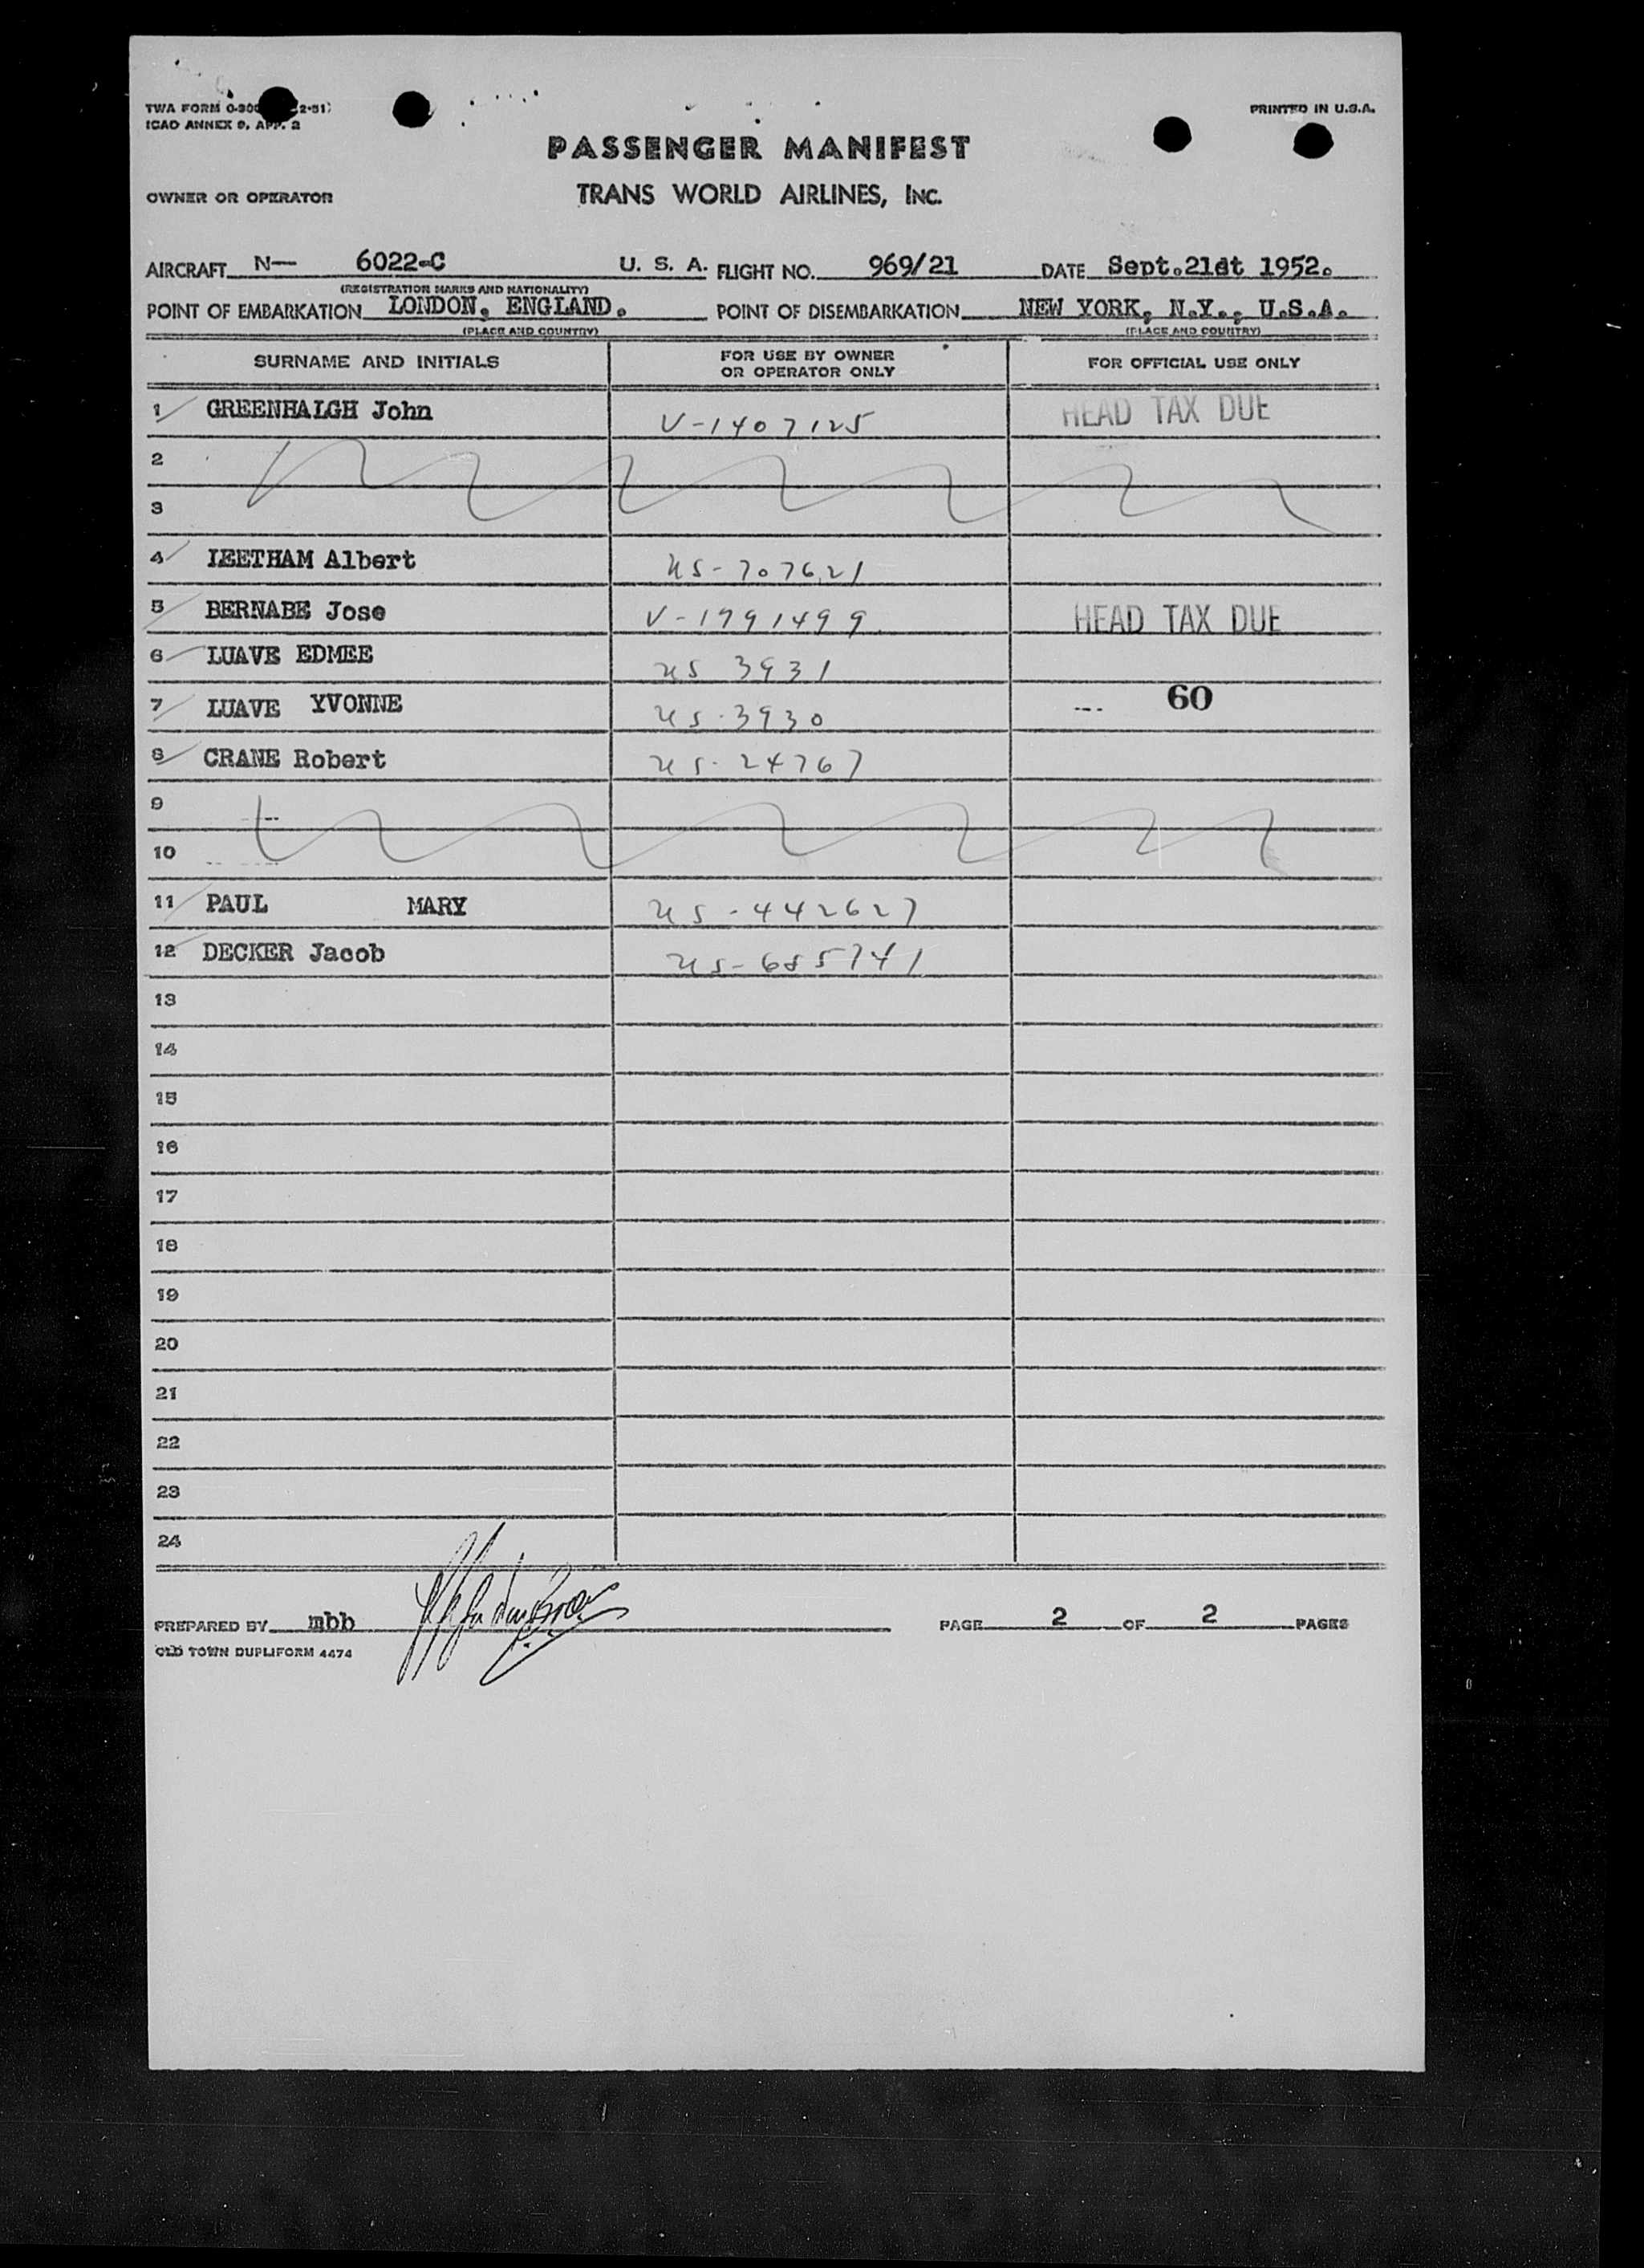 TWA FORM
ICAO ANNEX 9, APP. 2
PRINTED IN U.S.A.
PASSENGER MANIFEST
OWNER OR OPERATOR TRANS WORLD AIRLINES, INC.
AIRCRAFT N— 6022-C U. S. A. FLIGHT NO. 969/21 DATE Sept.21st 1952.
(REGISTRATION MARKS AND NATIONALITY)
POINT OF EMBARKATION LONDON, ENGLAND. POINT OF DISEMBARKATION NEW YORK, N.Y., U.S.A.
(PLACE AND COUNTRY) (PLACE AND COUNTRY)
SURNAME AND INITIALS FOR USE BY OWNER OR OPERATOR ONLY FOR OFFICIAL USE ONLY
1 GREENHALGH John V-1407125 HEAD TAX DUE
2
3
4 LEETHAM Albert US-707621
5 BERNABE Jose V-1791499 HEAD TAX DUE
6 LUAVE EDMEE US 3931
7 LUAVE YVONNE US-3930 60
8 CRANE Robert US-24767
9
10
11 PAUL MARY US-442627
12 DECKER Jacob US-685741
13
14
15
16
17
18
19
20
21
22
23
24
PREPARED BY mbb PAGE 2 OF 2 PAGES
OLD TOWN DUPLIFORM 4474